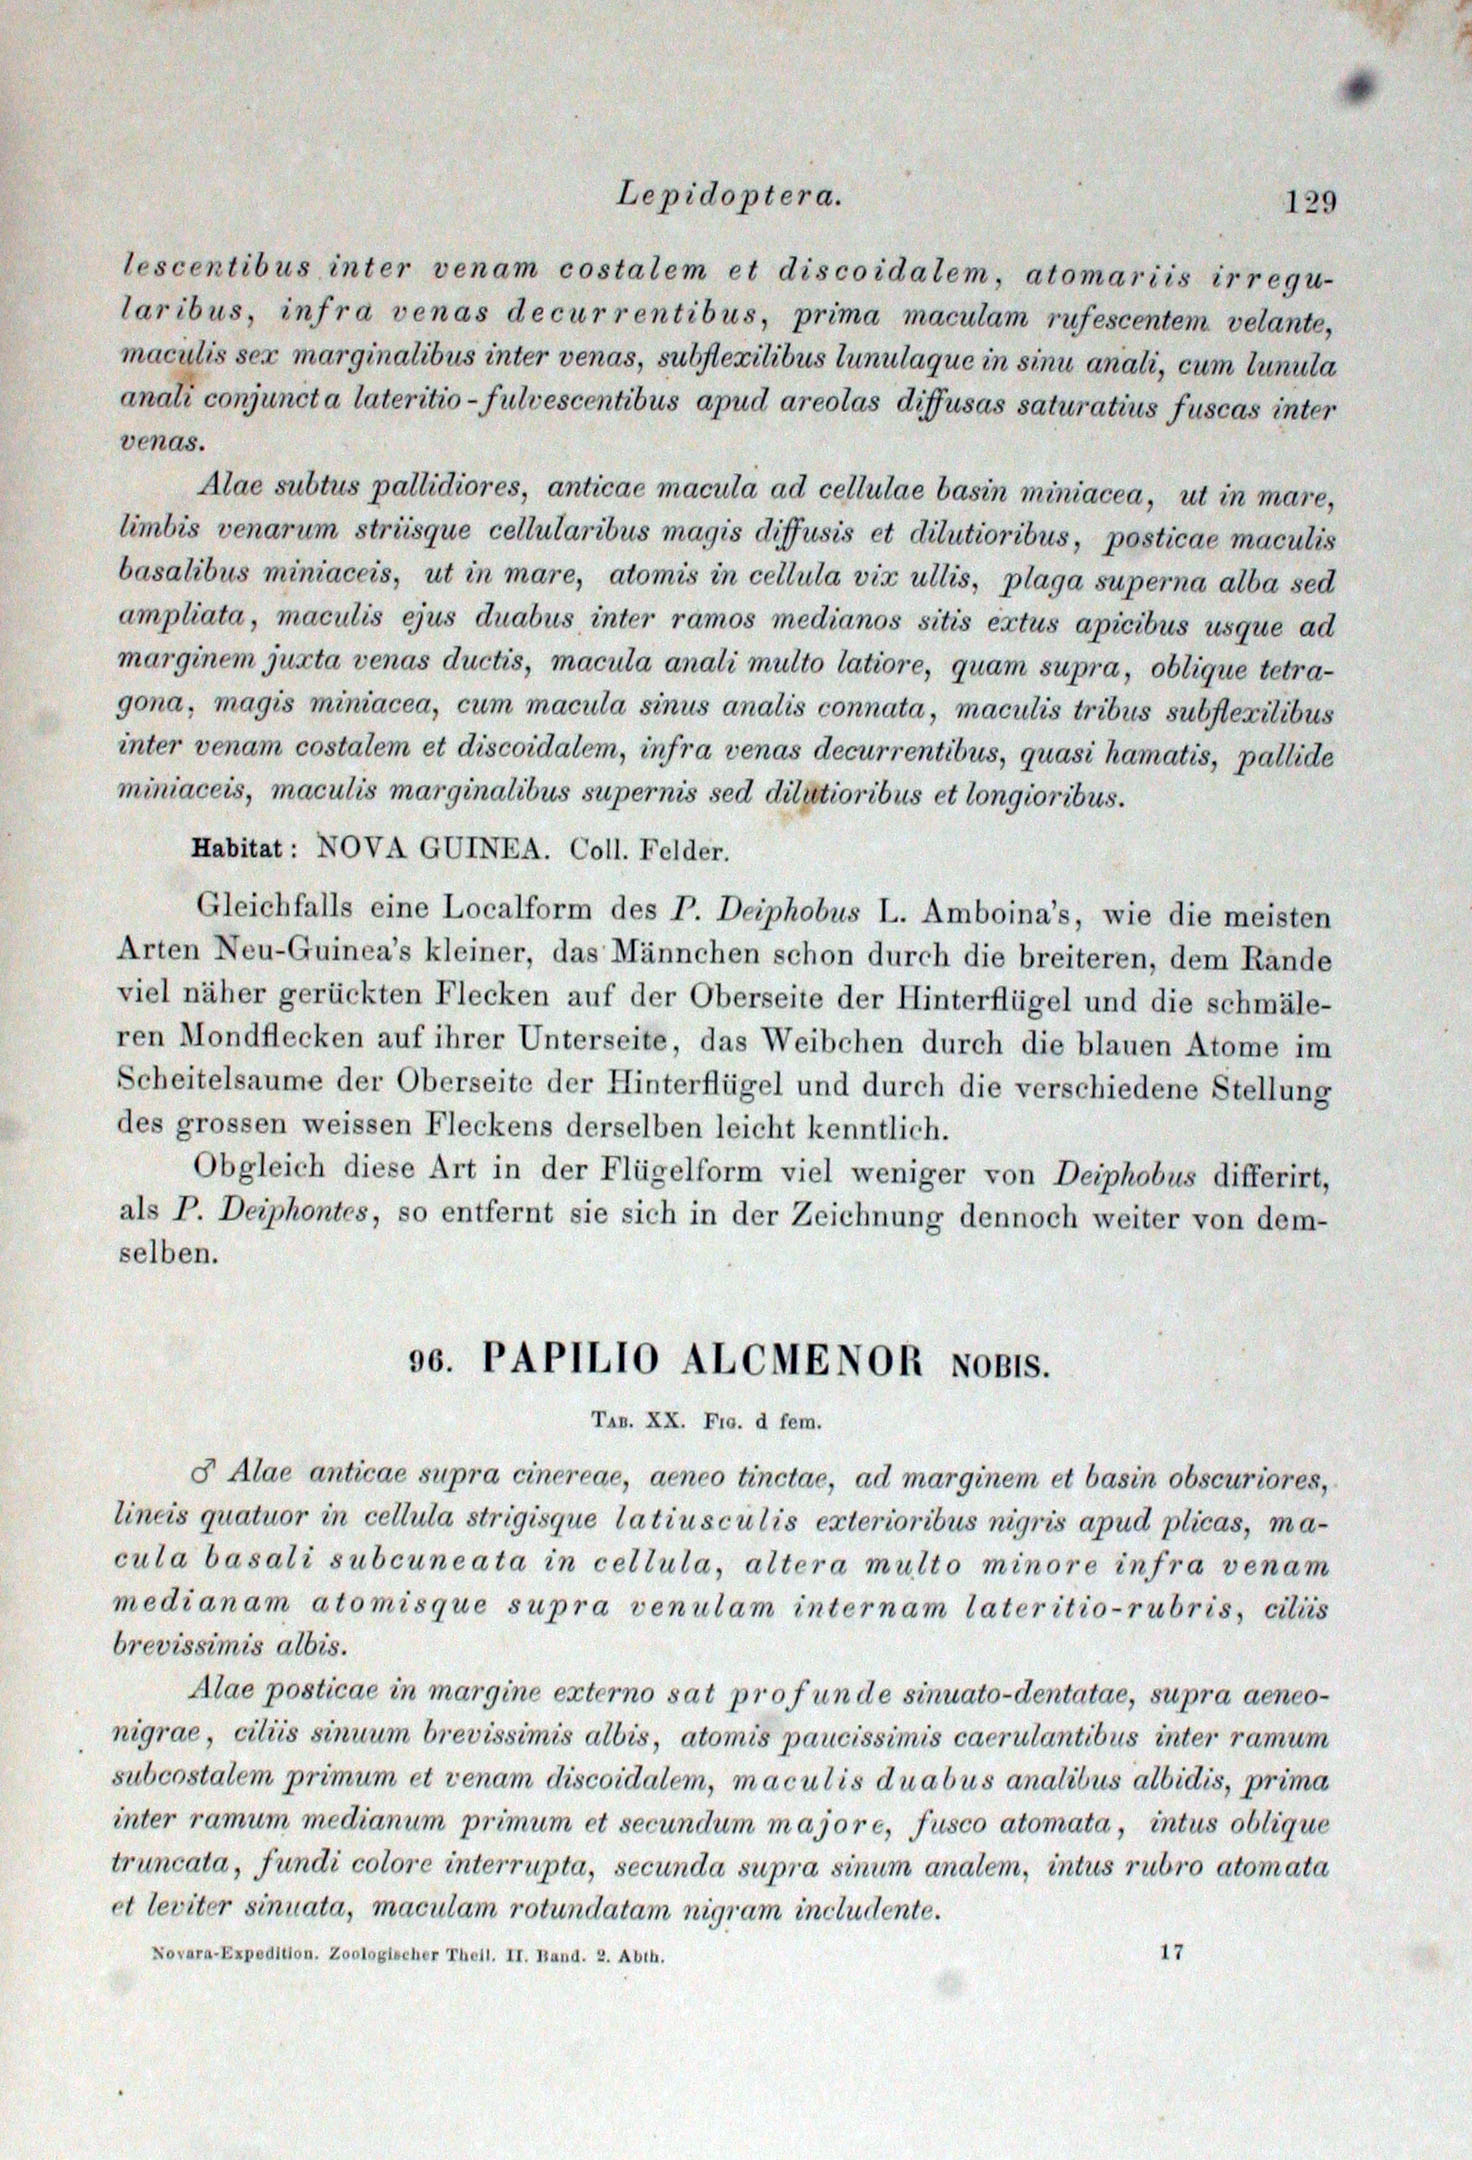 Lepidoptera.
129
lescentibus inter venam costalem et discoidalem, atomariis irregu-
laribus, infra venas decurrentibus, prima maculam rufescentem velante,
maculis sex marginalibus inter venas, subflexilibus lunulaque in sinu anali, cum lunula
anali conjuncta lateritio-fulvescentibus apud areolas diffusas saturatius fuscas inter
venas.
Alae subtus pallidiores, anticae macula ad cellulae basin miniacea, ut in mare,
limbis venarum striisque cellularibus magis diffusis et dilutioribus, posticae maculis
basalibus miniaceis, ut in mare, atomis in cellula vix ullis, plaga superna alba sed
ampliata, maculis ejus duabus inter ramos medianos sitis extus apicibus usque ad
marginem juxta venas ductis, macula anali multo latiore, quam supra, oblique tetra-
gona, magis miniacea, cum macula sinus analis connata, maculis tribus subflexilibus
inter venam costalem et discoidalem, infra venas decurrentibus, quasi hamatis, pallide
miniaceis, maculis marginalibus supernis sed dilutioribus et longioribus.
Habitat: NOVA GUINEA. Coll. Felder.
Gleichfalls eine Localform des P. Deiphobus L. Amboina's, wie die meisten
Arten Neu-Guinea's kleiner, das Männchen schon durch die breiteren, dem Rande
viel näher gerückten Flecken auf der Oberseite der Hinterflügel und die schmäle-
ren Mondflecken auf ihrer Unterseite, das Weibchen durch die blauen Atome im
Scheitelsaume der Oberseite der Hinterflügel und durch die verschiedene Stellung
des grossen weissen Fleckens derselben leicht kenntlich.
Obgleich diese Art in der Flügelform viel weniger von Deiphobus differirt,
als P. Deiphontes, so entfernt sie sich in der Zeichnung dennoch weiter von dem-
selben.
96. PAPILIO ALCMENOR NOBIS.
TAB. XX. FIG. d fem.
♂ Alae anticae supra cinereae, aeneo tinctae, ad marginem et basin obscuriores,
lineis quatuor in cellula strigisque latiusculis exterioribus nigris apud plicas, ma-
cula basali subcuneata in cellula, altera multo minore infra venam
medianam atomisque supra venulam internam lateritio-rubris, ciliis
brevissimis albis.
Alae posticae in margine externo sat profunde sinuato-dentatae, supra aeneo-
nigrae, ciliis sinuum brevissimis albis, atomis paucissimis caerulantibus inter ramum
subcostalem primum et venam discoidalem, maculis duabus analibus albidis, prima
inter ramum medianum primum et secundum majore, fusco atomata, intus oblique
truncata, fundi colore interrupta, secunda supra sinum analem, intus rubro atomata
et leviter sinuata, maculam rotundatam nigram includente.
Novara-Expedition. Zoologischer Theil. II. Band. 2. Abth.
17